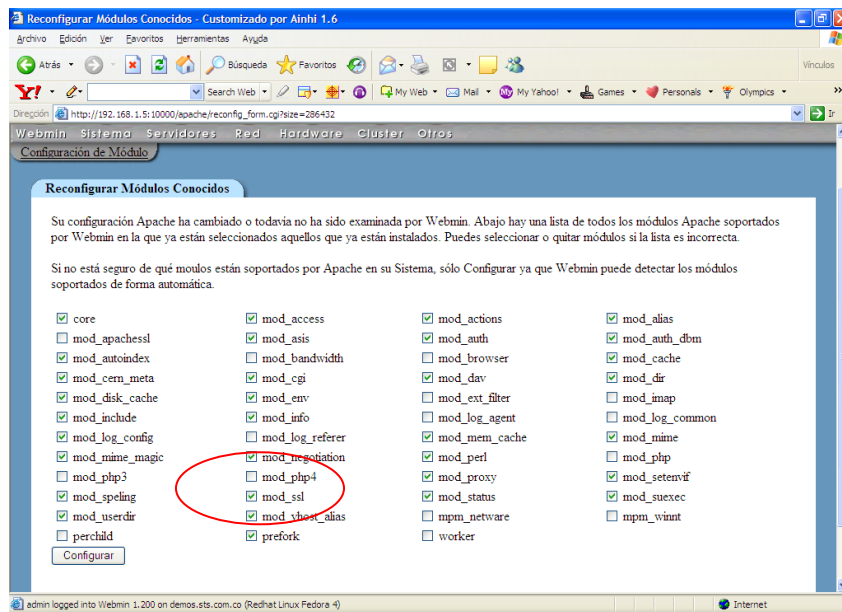 Reconfigurar Módulos Conocidos - Customizado por Ainhi 1.6
Archivo Edición Ver Favoritos Herramientas Ayuda
Atrás Búsqueda Favoritos Vínculos
Y! Search Web My Web Mail My Yahoo! Games Personals Olympics »
Dirección http://192.168.1.5:10000/apache/reconfig_form.cgi?size=286432 Ir
Webmin Sistema Servidores Red Hardware Cluster Otros
Configuración de Módulo
Reconfigurar Módulos Conocidos
Su configuración Apache ha cambiado o todavia no ha sido examinada por Webmin. Abajo hay una lista de todos los módulos Apache soportados
por Webmin en la que ya están seleccionados aquellos que ya están instalados. Puedes seleccionar o quitar módulos si la lista es incorrecta.
Si no está seguro de qué moulos están soportados por Apache en su Sistema, sólo Configurar ya que Webmin puede detectar los módulos
soportados de forma automática.
core mod_access mod_actions mod_alias
mod_apachessl mod_asis mod_auth mod_auth_dbm
mod_autoindex mod_bandwidth mod_browser mod_cache
mod_cern_meta mod_cgi mod_dav mod_dir
mod_disk_cache mod_env mod_ext_filter mod_imap
mod_include mod_info mod_log_agent mod_log_common
mod_log_config mod_log_referer mod_mem_cache mod_mime
mod_mime_magic mod_negotiation mod_perl mod_php
mod_php3 mod_php4 mod_proxy mod_setenvif
mod_speling mod_ssl mod_status mod_suexec
mod_userdir mod_vhost_alias mpm_netware mpm_winnt
perchild prefork worker
Configurar
admin logged into Webmin 1.200 on demos.sts.com.co (Redhat Linux Fedora 4) Internet